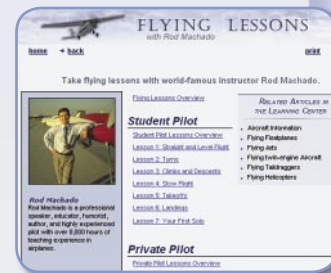 FLYING LESSONS
with Rod Machado
home
back
print
Take flying lessons with world-famous instructor Rod Machado.
Flying Lessons Overview
Student Pilot
Student Pilot Lessons Overview
Lesson 1: Straight and Level Flight
Lesson 2: Turns
Lesson 3: Climbs and Descents
Lesson 4: Slow Flight
Lesson 5: Takeoffs
Lesson 6: Landings
Lesson 7: Your First Solo
Private Pilot
Private Pilot Lessons Overview
Rod Machado
Rod Machado is a professional
speaker, educator, humorist,
author, and highly experienced
pilot with over 8,000 hours of
teaching experience in
airplanes.
RELATED ARTICLES IN
THE LEARNING CENTER
Aircraft Information
Flying Floatplanes
Flying Jets
Flying Twin-engine Aircraft
Flying Taildraggers
Flying Helicopters